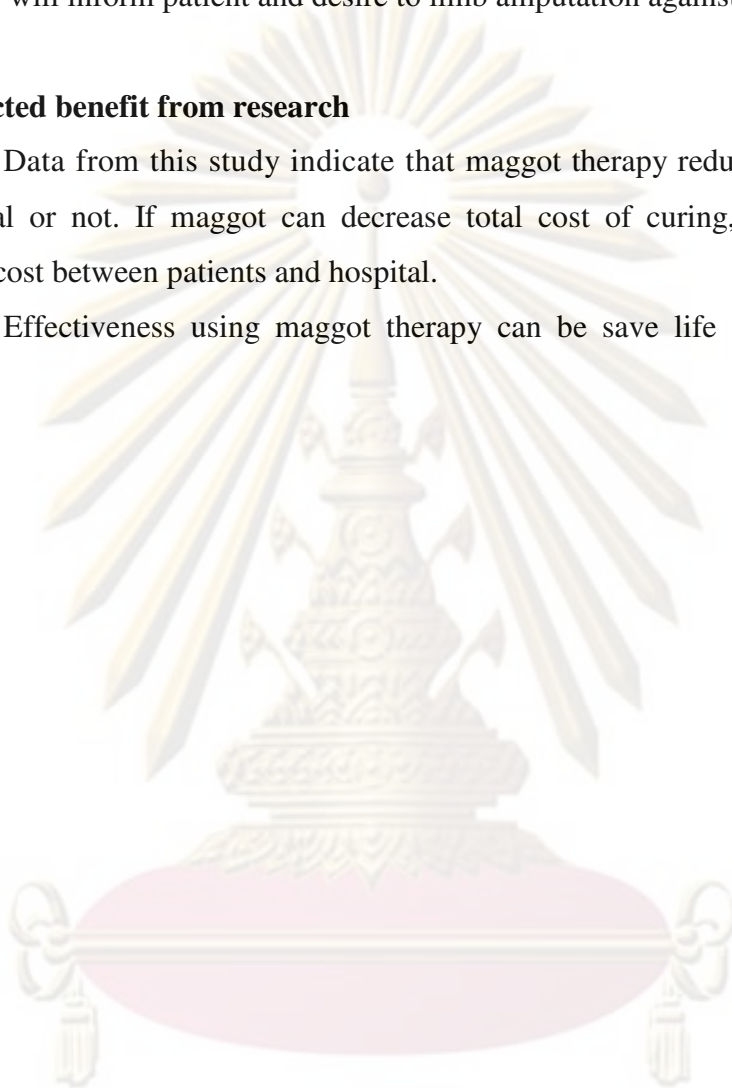 will inform patient and desire to limb amputation against
cted benefit from research
Data from this study indicate that maggot therapy redu
al or not. If maggot can decrease total cost of curing,
cost between patients and hospital.
Effectiveness using maggot therapy can be save life